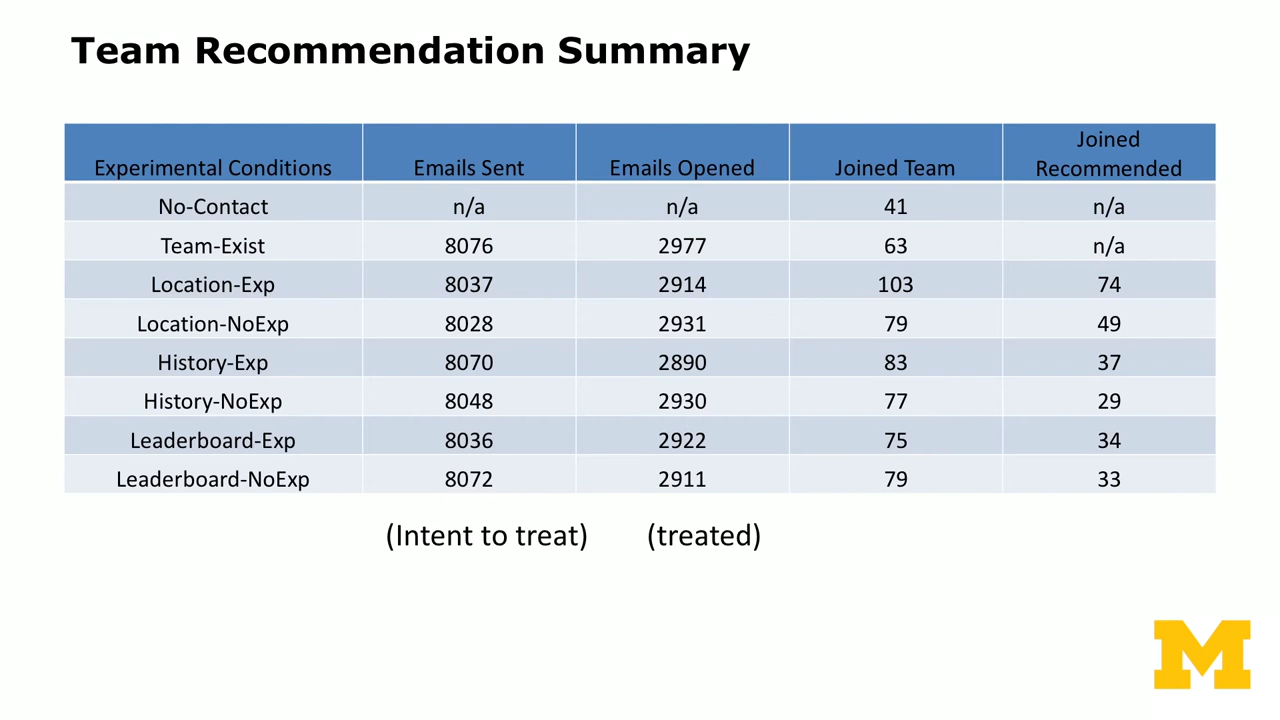 Team Recommendation Summary
Experimental Conditions Emails Sent Emails Opened Joined Team Joined Recommended
No-Contact n/a n/a 41 n/a
Team-Exist 8076 2977 63 n/a
Location-Exp 8037 2914 103 74
Location-NoExp 8028 2931 79 49
History-Exp 8070 2890 83 37
History-NoExp 8048 2930 77 29
Leaderboard-Exp 8036 2922 75 34
Leaderboard-NoExp 8072 2911 79 33
(Intent to treat) (treated)
M